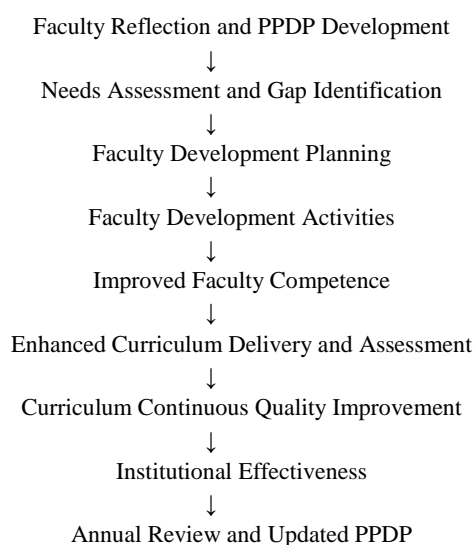 Faculty Reflection and PPDP Development
↓
Needs Assessment and Gap Identification
↓
Faculty Development Planning
↓
Faculty Development Activities
↓
Improved Faculty Competence
↓
Enhanced Curriculum Delivery and Assessment
↓
Curriculum Continuous Quality Improvement
↓
Institutional Effectiveness
↓
Annual Review and Updated PPDP